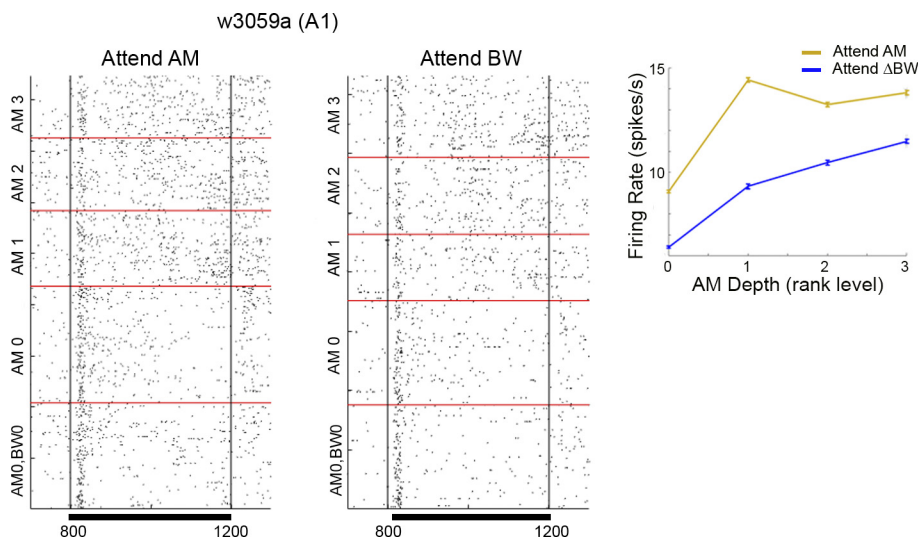 w3059a (A1)
Attend AM
Attend BW
AM 3
AM 2
AM 1
AM 0
AM0,BW0
800
1200
AM 3
AM 2
AM 1
AM 0
AM0,BW0
800
1200
Attend AM
Attend ΔBW
15
10
Firing Rate (spikes/s)
0
1
2
3
AM Depth (rank level)